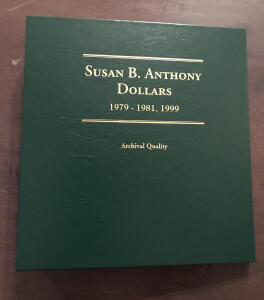 Susan B. Anthony
Dollars
1979 - 1981, 1999
Archival Quality